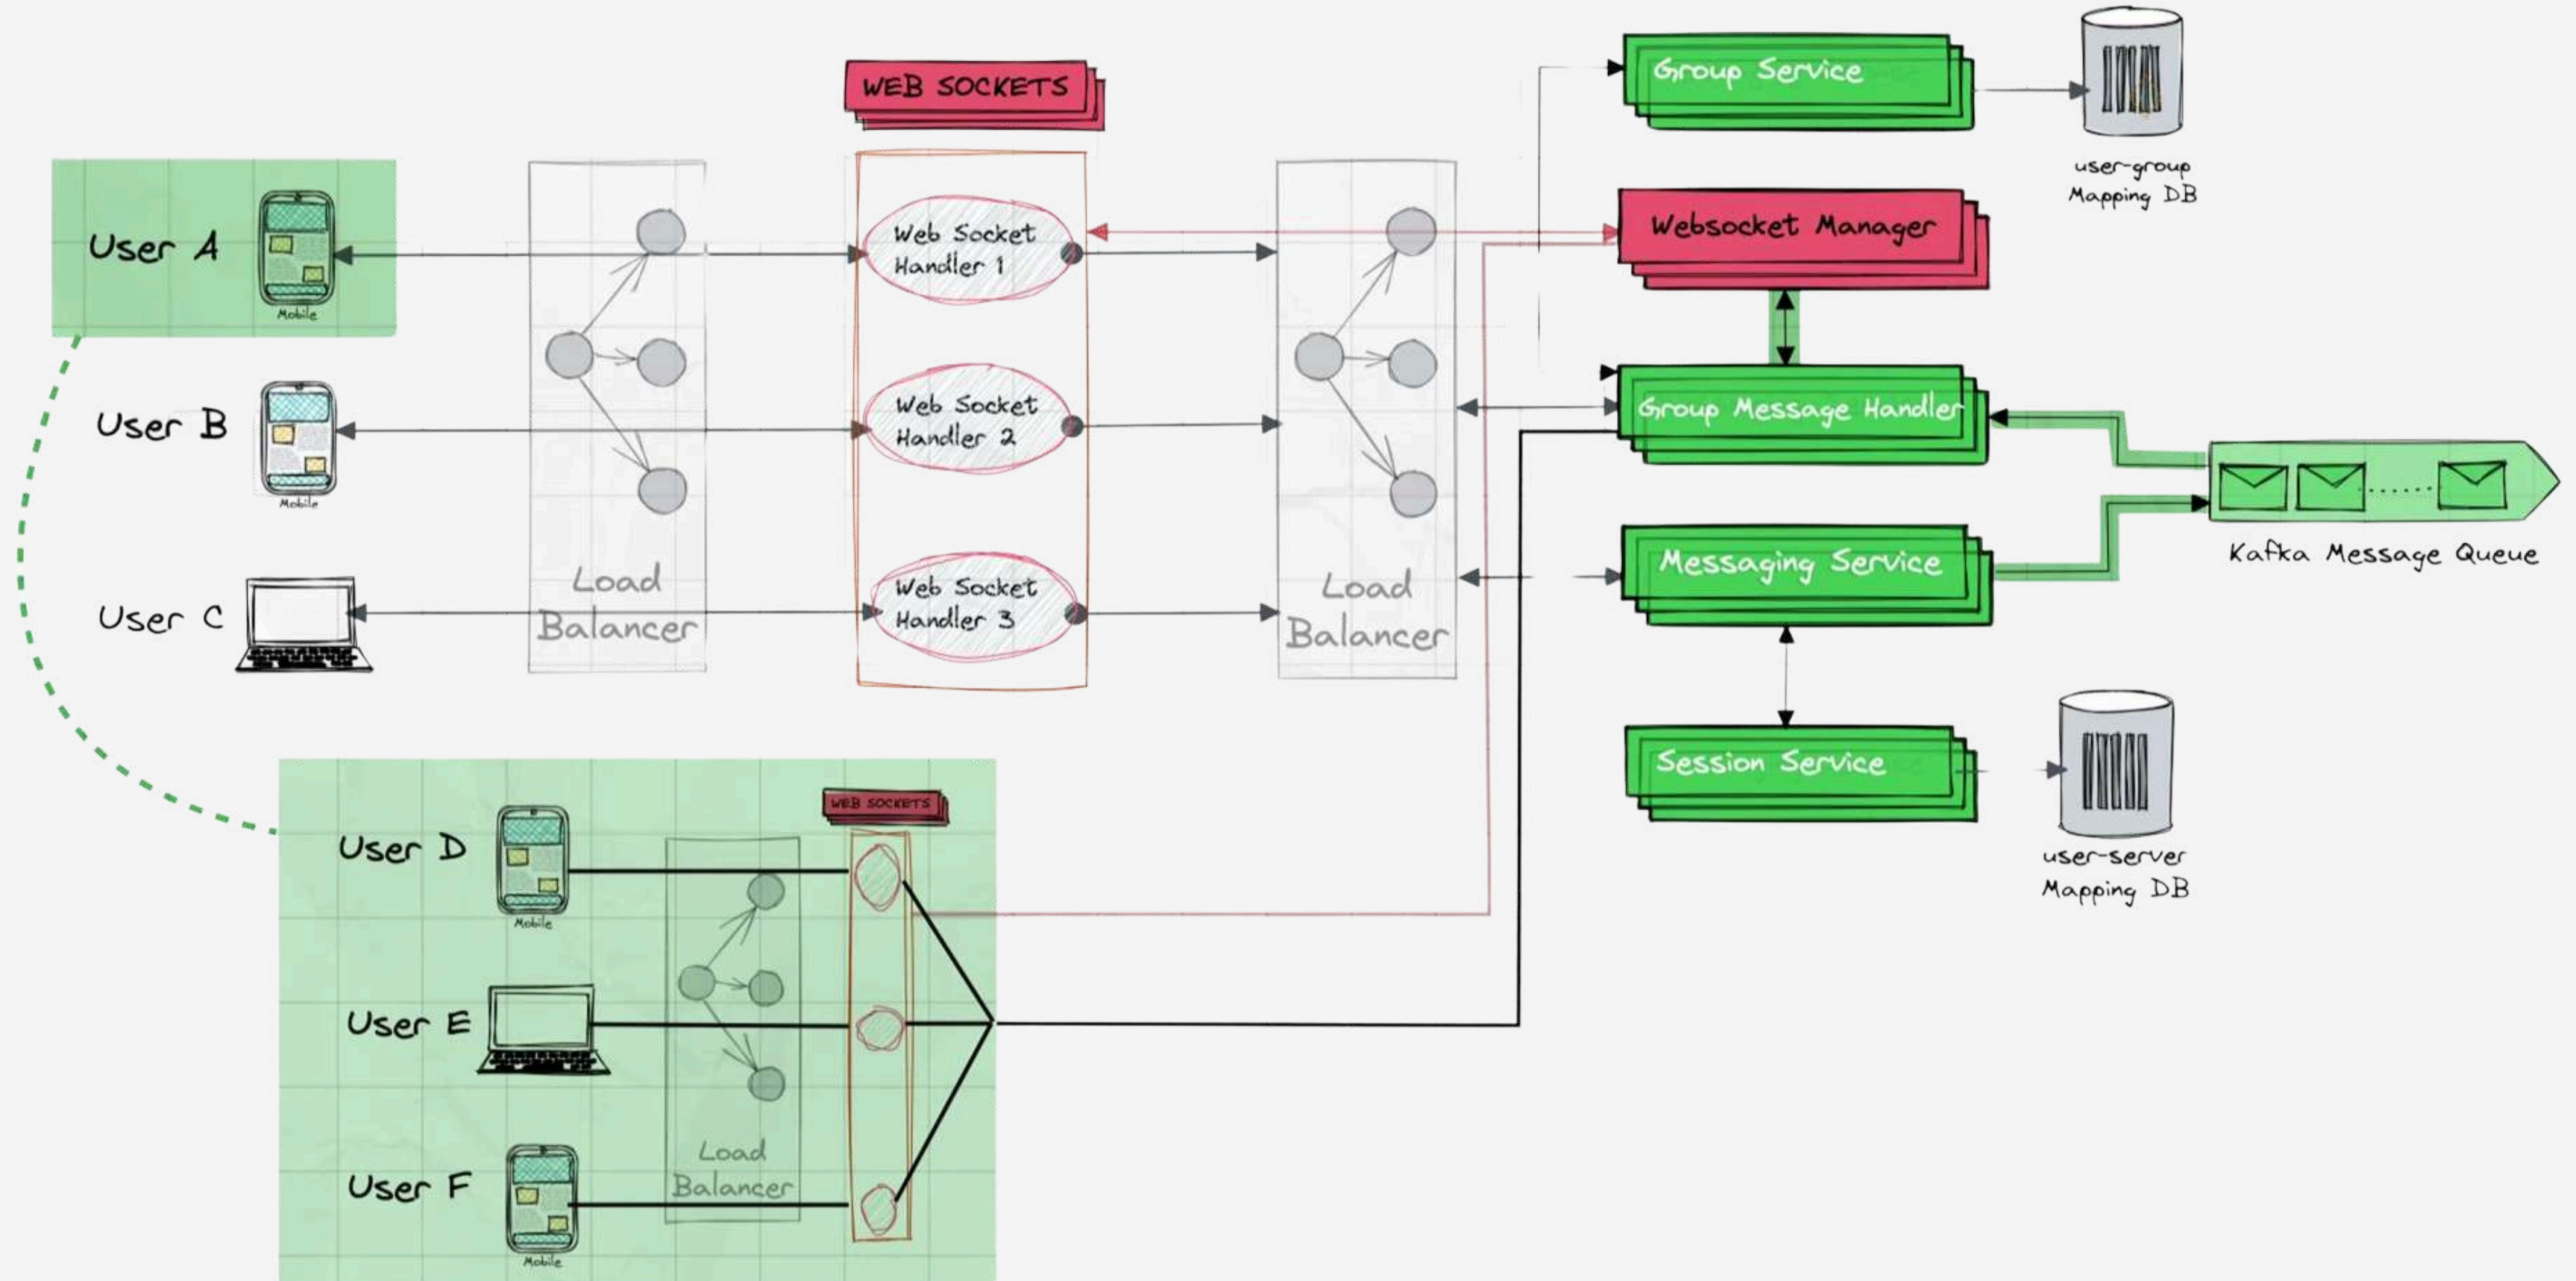 WEB SOCKETS
Group Service
user-group
Mapping DB
User A
Mobile
Web Socket
Handler 1
Websocket Manager
User B
Mobile
Web Socket
Handler 2
Group Message Handler
Kafka Message Queue
User C
Load
Balancer
Web Socket
Handler 3
Load
Balancer
Messaging Service
Session Service
user-server
Mapping DB
WEB SOCKETS
User D
Mobile
User E
Load
Balancer
User F
Mobile